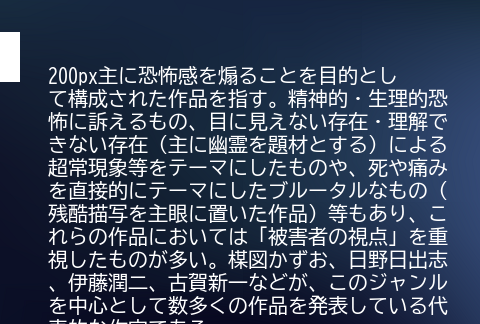 200px主に恐怖感を煽ることを目的とし
て構成された作品を指す。精神的・生理的恐
怖に訴えるもの、目に見えない存在・理解で
きない存在（主に幽霊を題材とする）による
超常現象等をテーマにしたものや、死や痛み
を直接的にテーマにしたブルータルなもの（
残酷描写を主眼に置いた作品）等もあり、こ
れらの作品においては「被害者の視点」を重
視したものが多い。楳図かずお、日野日出志
、伊藤潤二、古賀新一などが、このジャンル
を中心として数多くの作品を発表している代